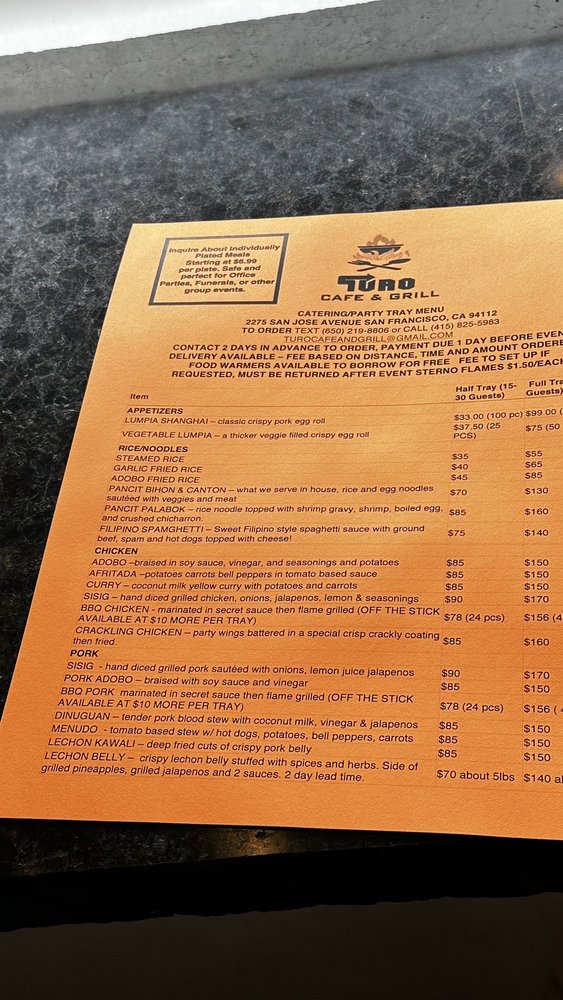 Inquire About Individually
Plated Meals
Starting at $6.99
per plate. Safe and
perfect for Office
Parties, Funerals, or other
group events.
TURO
CAFE & GRILL
CATERING/PARTY TRAY MENU
2275 SAN JOSE AVENUE SAN FRANCISCO, CA 94112
TO ORDER TEXT (650) 219-8806 or CALL (415) 825-5983
TUROCAFEANDGRILL@GMAIL.COM
CONTACT 2 DAYS IN ADVANCE TO ORDER, PAYMENT DUE 1 DAY BEFORE EVEN
DELIVERY AVAILABLE – FEE BASED ON DISTANCE, TIME AND AMOUNT ORDERE
FOOD WARMERS AVAILABLE TO BORROW FOR FREE FEE TO SET UP IF
REQUESTED, MUST BE RETURNED AFTER EVENT STERNO FLAMES $1.50/EACH
Item Half Tray (15- Full Tra
30 Guests) Guests)
APPETIZERS
LUMPIA SHANGHAI – classic crispy pork egg roll $33.00 (100 pc) $99.00 (
VEGETABLE LUMPIA – a thicker veggie filled crispy egg roll $37.50 (25 $75 (50
PCS)
RICE/NOODLES
STEAMED RICE $35 $55
GARLIC FRIED RICE $40 $65
ADOBO FRIED RICE $45 $85
PANCIT BIHON & CANTON – what we serve in house, rice and egg noodles $70 $130
sautéed with veggies and meat
PANCIT PALABOK – rice noodle topped with shrimp gravy, shrimp, boiled egg, $85 $160
and crushed chicharron.
FILIPINO SPAMGHETTI – Sweet Filipino style spaghetti sauce with ground $75 $140
beef, spam and hot dogs topped with cheese!
CHICKEN
ADOBO –braised in soy sauce, vinegar, and seasonings and potatoes $85 $150
AFRITADA –potatoes carrots bell peppers in tomato based sauce $85 $150
CURRY – coconut milk yellow curry with potatoes and carrots $85 $150
SISIG – hand diced grilled chicken, onions, jalapenos, lemon & seasonings $90 $170
BBQ CHICKEN - marinated in secret sauce then flame grilled (OFF THE STICK $78 (24 pcs) $156 (4
AVAILABLE AT $10 MORE PER TRAY)
CRACKLING CHICKEN – party wings battered in a special crisp crackly coating $85 $160
then fried.
PORK
SISIG - hand diced grilled pork sautéed with onions, lemon juice jalapenos $90 $170
PORK ADOBO – braised with soy sauce and vinegar $85 $150
BBQ PORK marinated in secret sauce then flame grilled (OFF THE STICK $78 (24 pcs) $156 ( 4
AVAILABLE AT $10 MORE PER TRAY)
DINUGUAN – tender pork blood stew with coconut milk, vinegar & jalapenos $85 $150
MENUDO - tomato based stew w/ hot dogs, potatoes, bell peppers, carrots $85 $150
LECHON KAWALI – deep fried cuts of crispy pork belly $85 $150
LECHON BELLY – crispy lechon belly stuffed with spices and herbs. Side of $70 about 5lbs $140 ab
grilled pineapples, grilled jalapenos and 2 sauces. 2 day lead time.